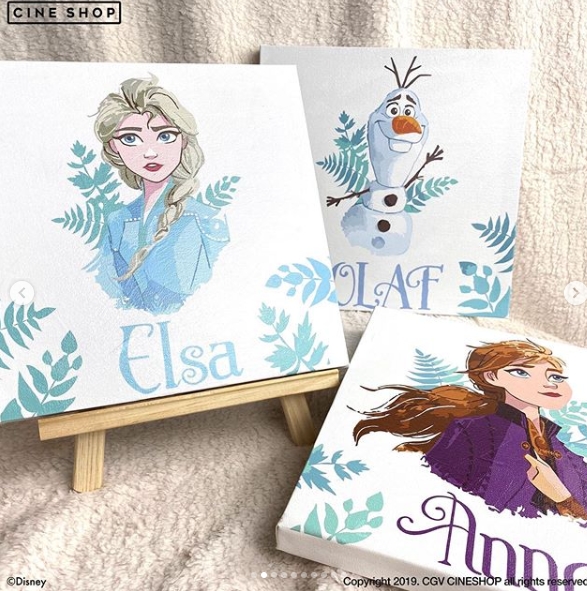 CINE SHOP
OLAF
Elsa
Anna
©Disney
Copyright 2019. CGV CINESHOP all rights reserved